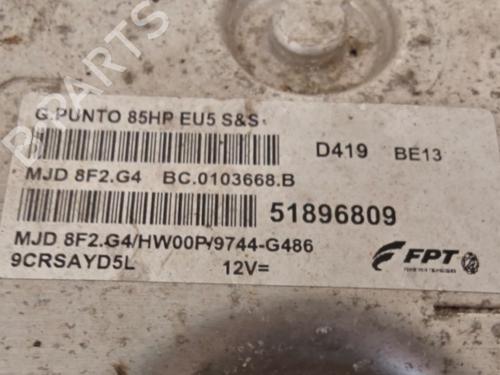 G.PUNTO 85HP EU5 S&S
D419 BE13
MJD 8F2.G4 BC.0103668.B
51896809
MJD 8F2.G4/HW00P/9744-G486
9CRSAYD5L 12V=
FPT
B-PARTS